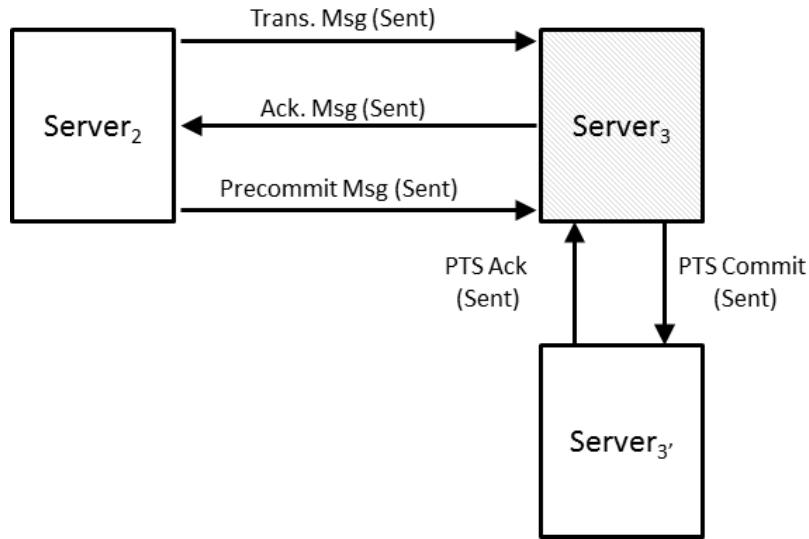 Trans. Msg (Sent)
Server₂
Ack. Msg (Sent)
Server₃
Precommit Msg (Sent)
PTS Ack
(Sent)
PTS Commit
(Sent)
Server₃'